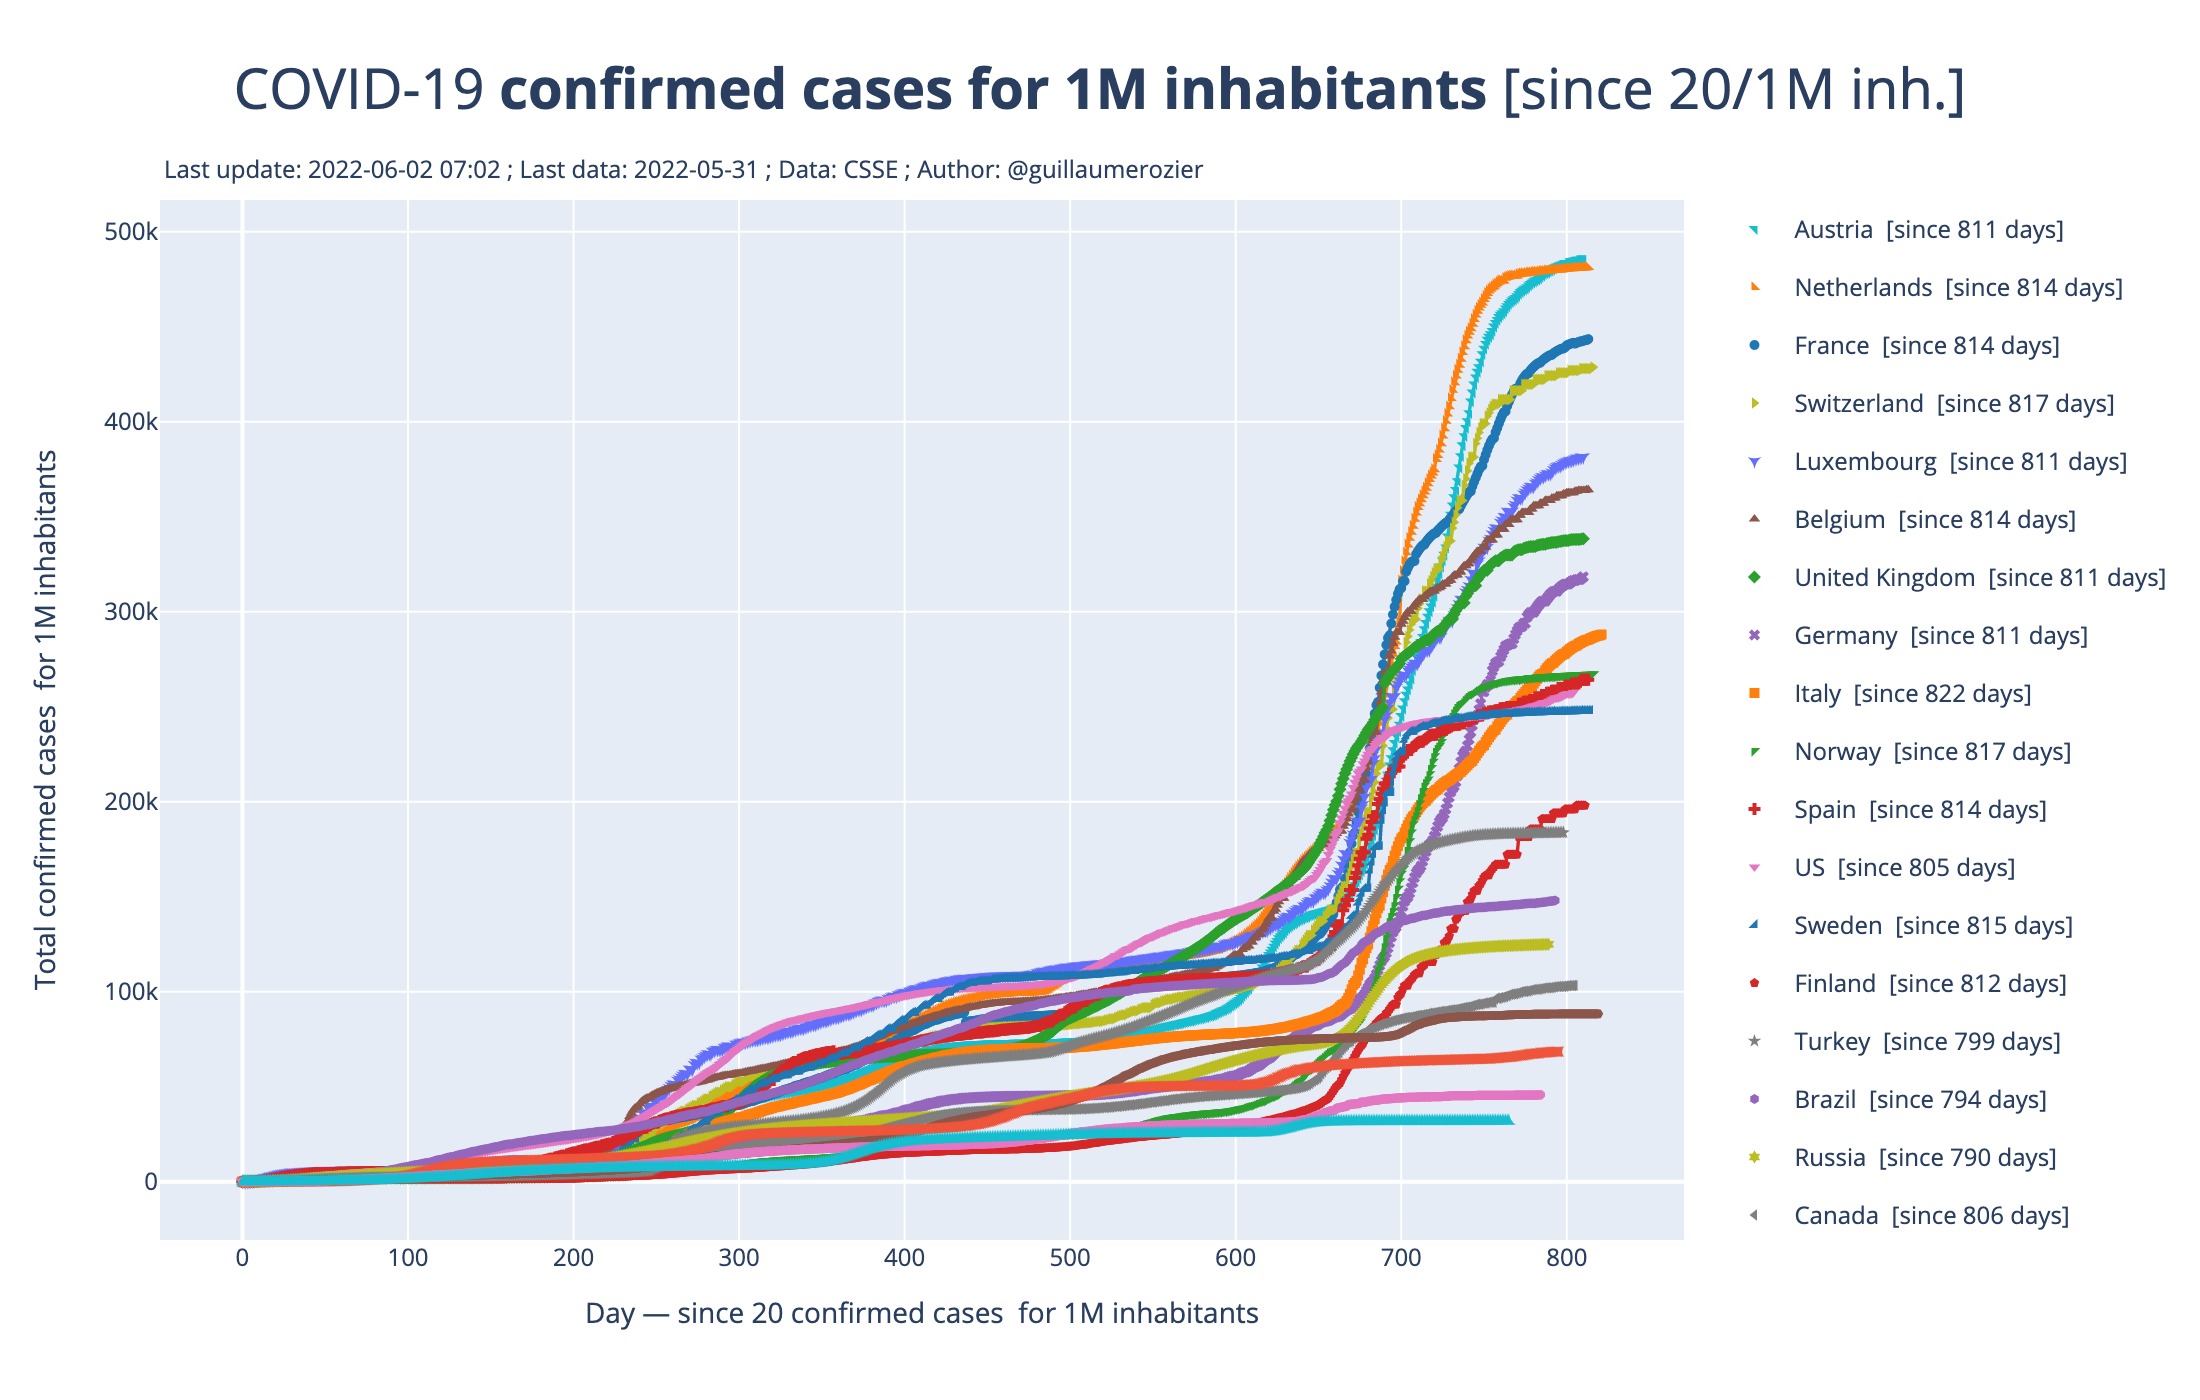 COVID-19 confirmed cases for 1M inhabitants [since 20/1M inh.]
Last update: 2022-06-02 07:02 ; Last data: 2022-05-31 ; Data: CSSE ; Author: @guillaumerozier
Total confirmed cases for 1M inhabitants
500k
400k
300k
200k
100k
0
0 100 200 300 400 500 600 700 800
Day — since 20 confirmed cases for 1M inhabitants
Austria [since 811 days]
Netherlands [since 814 days]
France [since 814 days]
Switzerland [since 817 days]
Luxembourg [since 811 days]
Belgium [since 814 days]
United Kingdom [since 811 days]
Germany [since 811 days]
Italy [since 822 days]
Norway [since 817 days]
Spain [since 814 days]
US [since 805 days]
Sweden [since 815 days]
Finland [since 812 days]
Turkey [since 799 days]
Brazil [since 794 days]
Russia [since 790 days]
Canada [since 806 days]